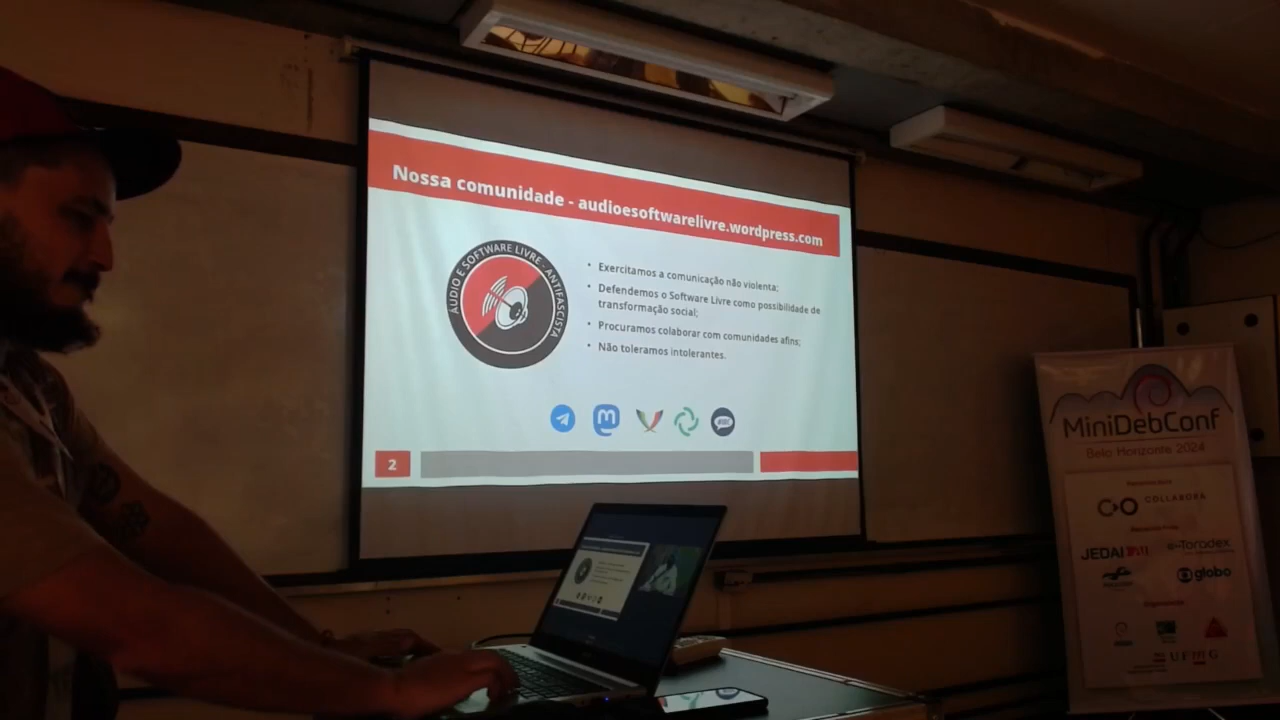 Nossa comunidade - audioesoftwarelivre.wordpress.com
ÁUDIO E SOFTWARE LIVRE - ANTIFASCISTA
• Exercitamos a comunicação não violenta;
• Defendemos o Software Livre como possibilidade de
transformação social;
• Procuramos colaborar com comunidades afins;
• Não toleramos intolerantes.
2
MiniDebConf
Belo Horizonte 2024
COLLABORA
JEDAI
Toradex
globo
UFMG